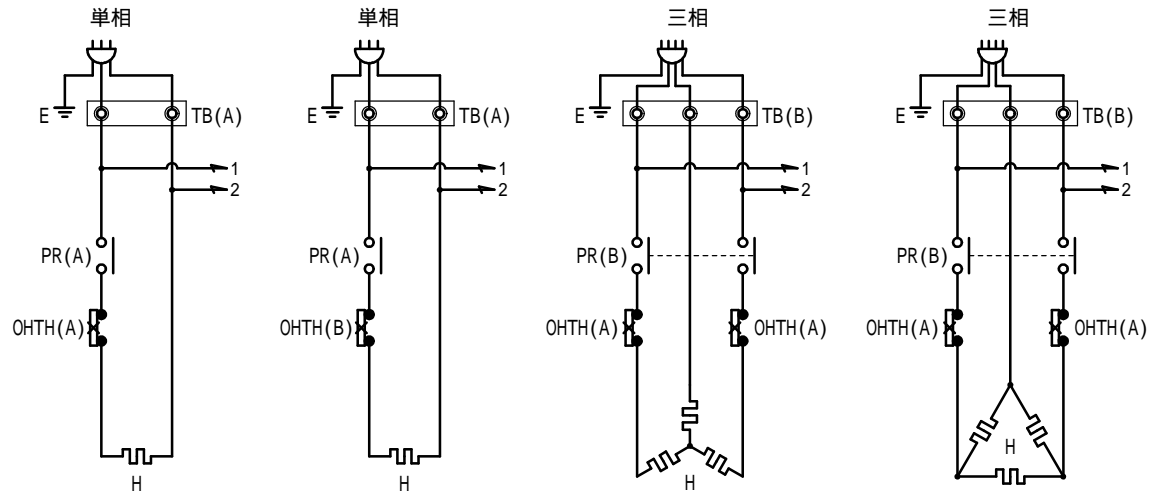 単相
単相
三相
三相
E
TB(A)
E
TB(A)
E
TB(B)
E
TB(B)
1
1
1
1
2
2
2
2
PR(A)
PR(A)
PR(B)
PR(B)
OHTH(A)
OHTH(B)
OHTH(A)
OHTH(A)
OHTH(A)
OHTH(A)
H
H
H
H